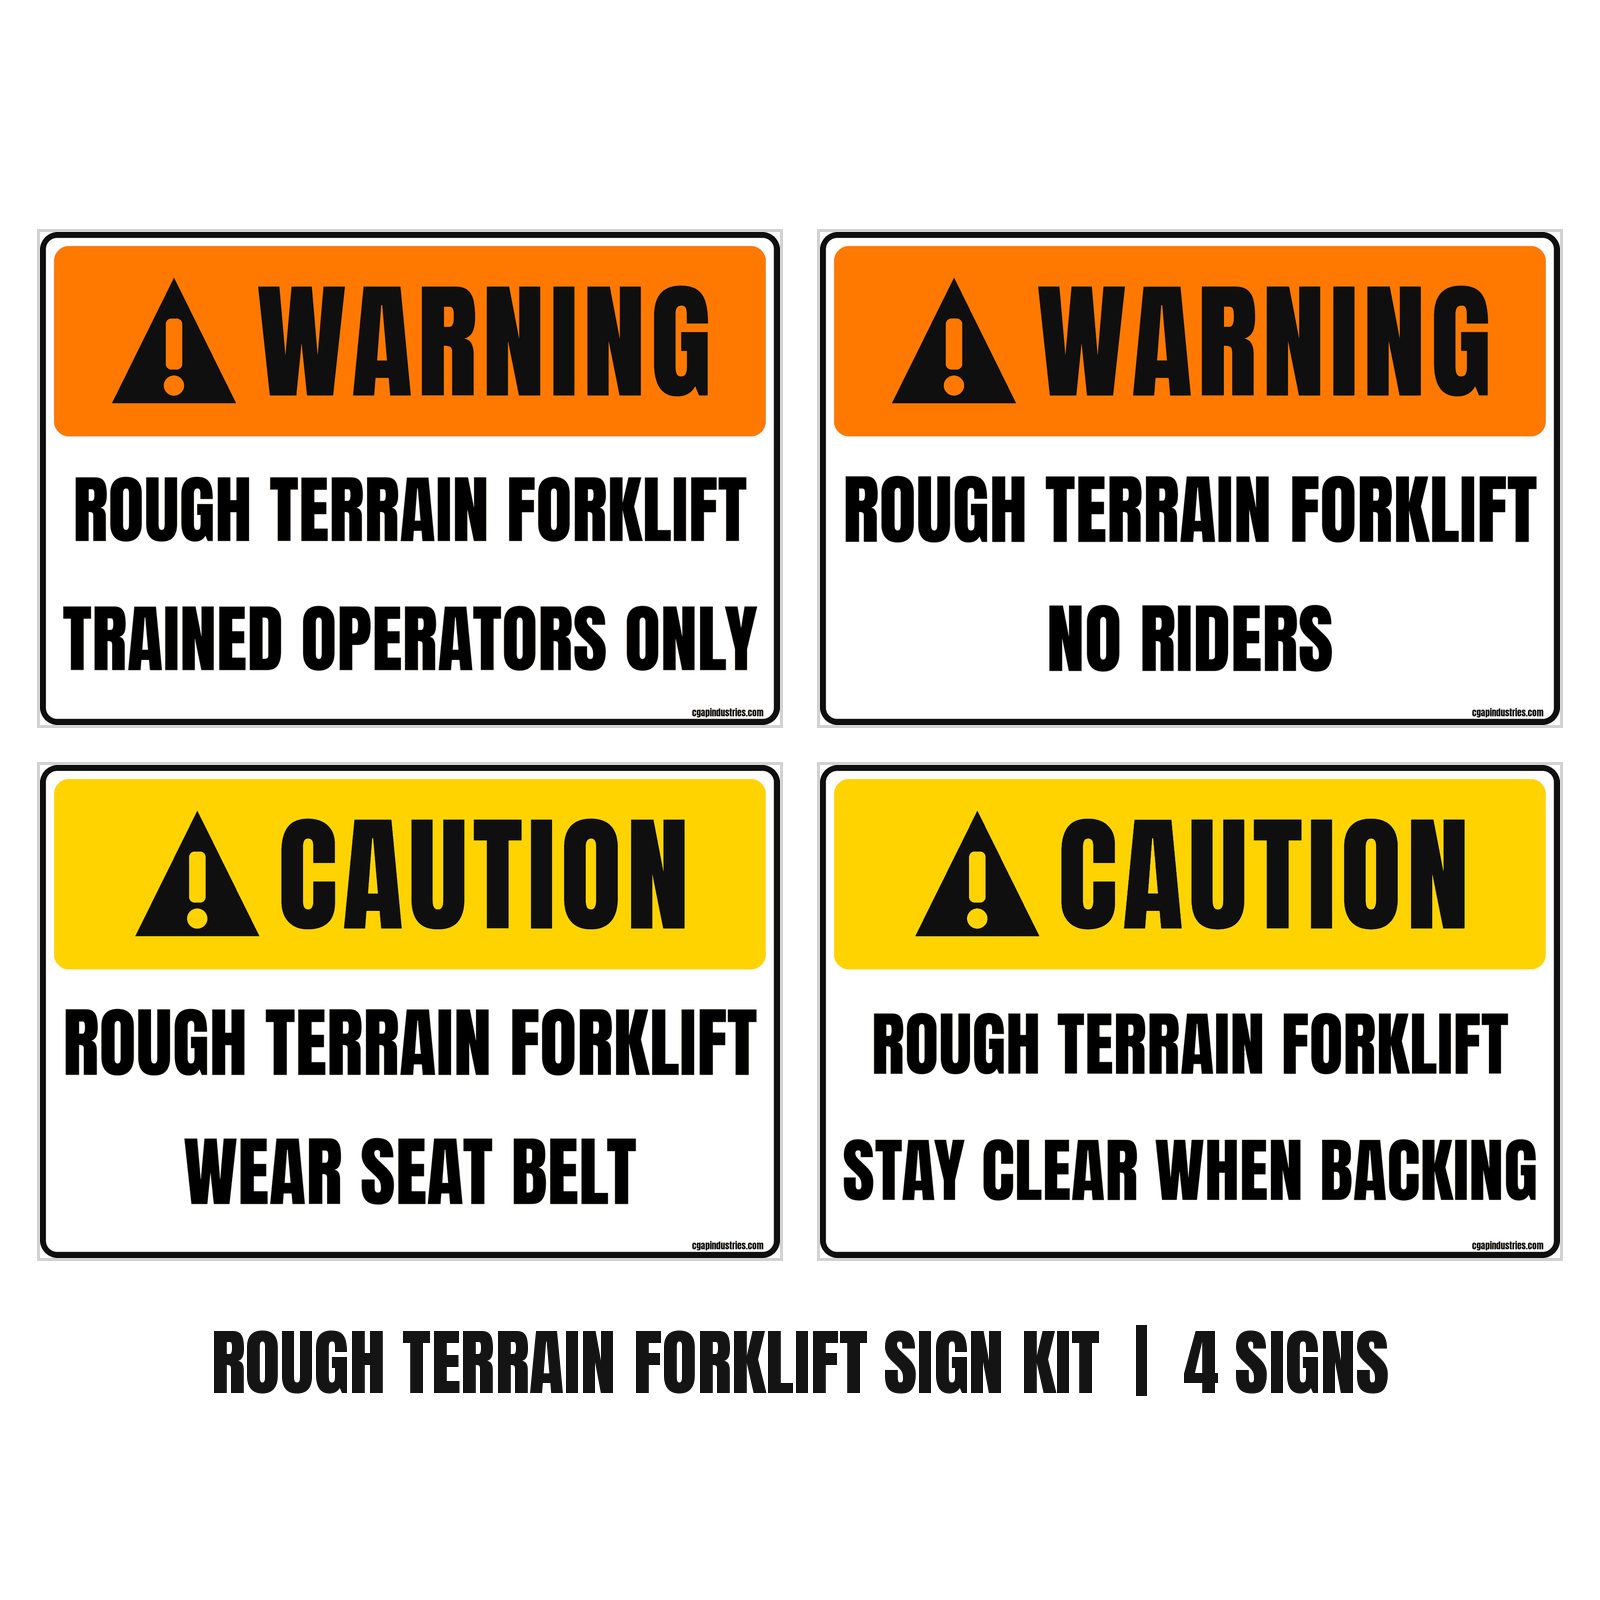 WARNING
ROUGH TERRAIN FORKLIFT
TRAINED OPERATORS ONLY
cgapindustries.com
WARNING
ROUGH TERRAIN FORKLIFT
NO RIDERS
cgapindustries.com
CAUTION
ROUGH TERRAIN FORKLIFT
WEAR SEAT BELT
cgapindustries.com
CAUTION
ROUGH TERRAIN FORKLIFT
STAY CLEAR WHEN BACKING
cgapindustries.com
ROUGH TERRAIN FORKLIFT SIGN KIT | 4 SIGNS